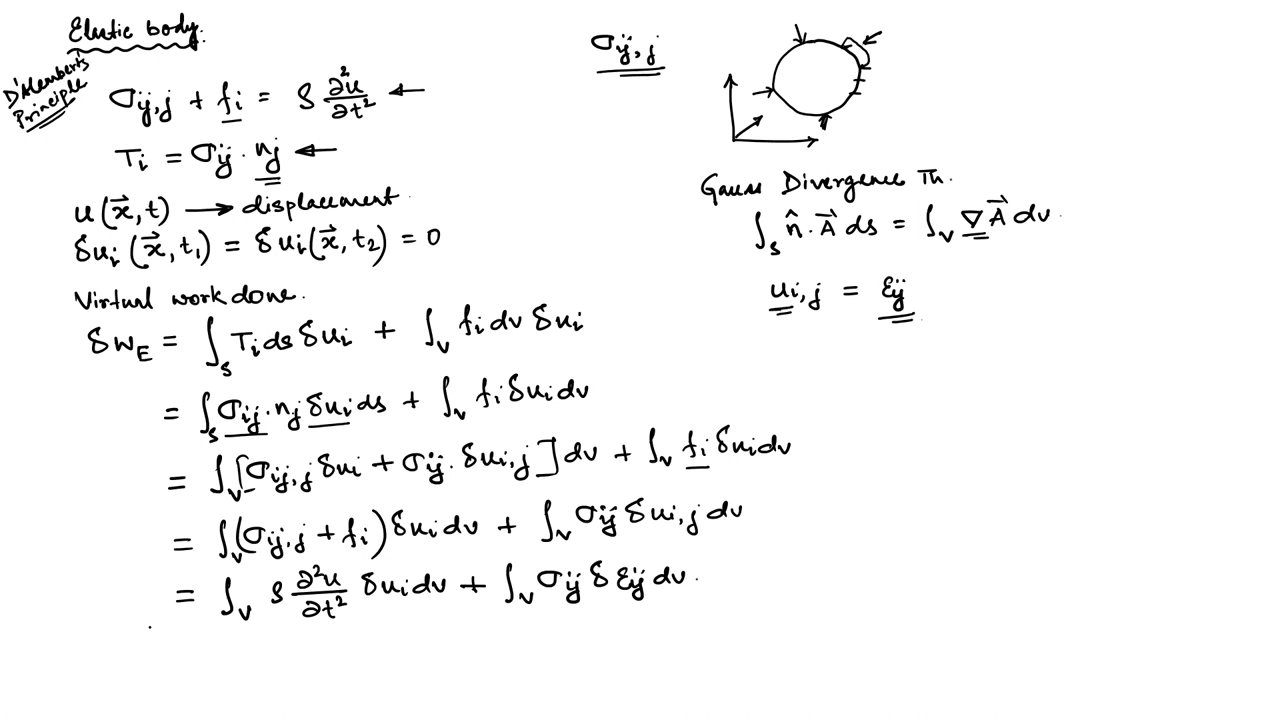 Elastic body.
D'Alembert's
Principle
σij,j + fi = ρ ∂²u/∂t² ←
Ti = σij · nj ←
u(x⃗,t) → displacement.
δui(x⃗,t₁) = δui(x⃗,t₂) = 0
Virtual work done.
δWE = ∫s Ti ds δui + ∫v fi dv δui
= ∫s σij · nj δui ds + ∫v fi δui dv
= ∫v [σij,j δui + σij · δui,j] dv + ∫v fi δui dv
= ∫v (σij,j + fi) δui dv + ∫v σij δui,j dv
= ∫v ρ ∂²u/∂t² δui dv + ∫v σij δ εij dv.
σij,j
Gauss Divergence Th.
∫s n̂ · A⃗ ds = ∫v ∇A⃗ dv
ui,j = εij